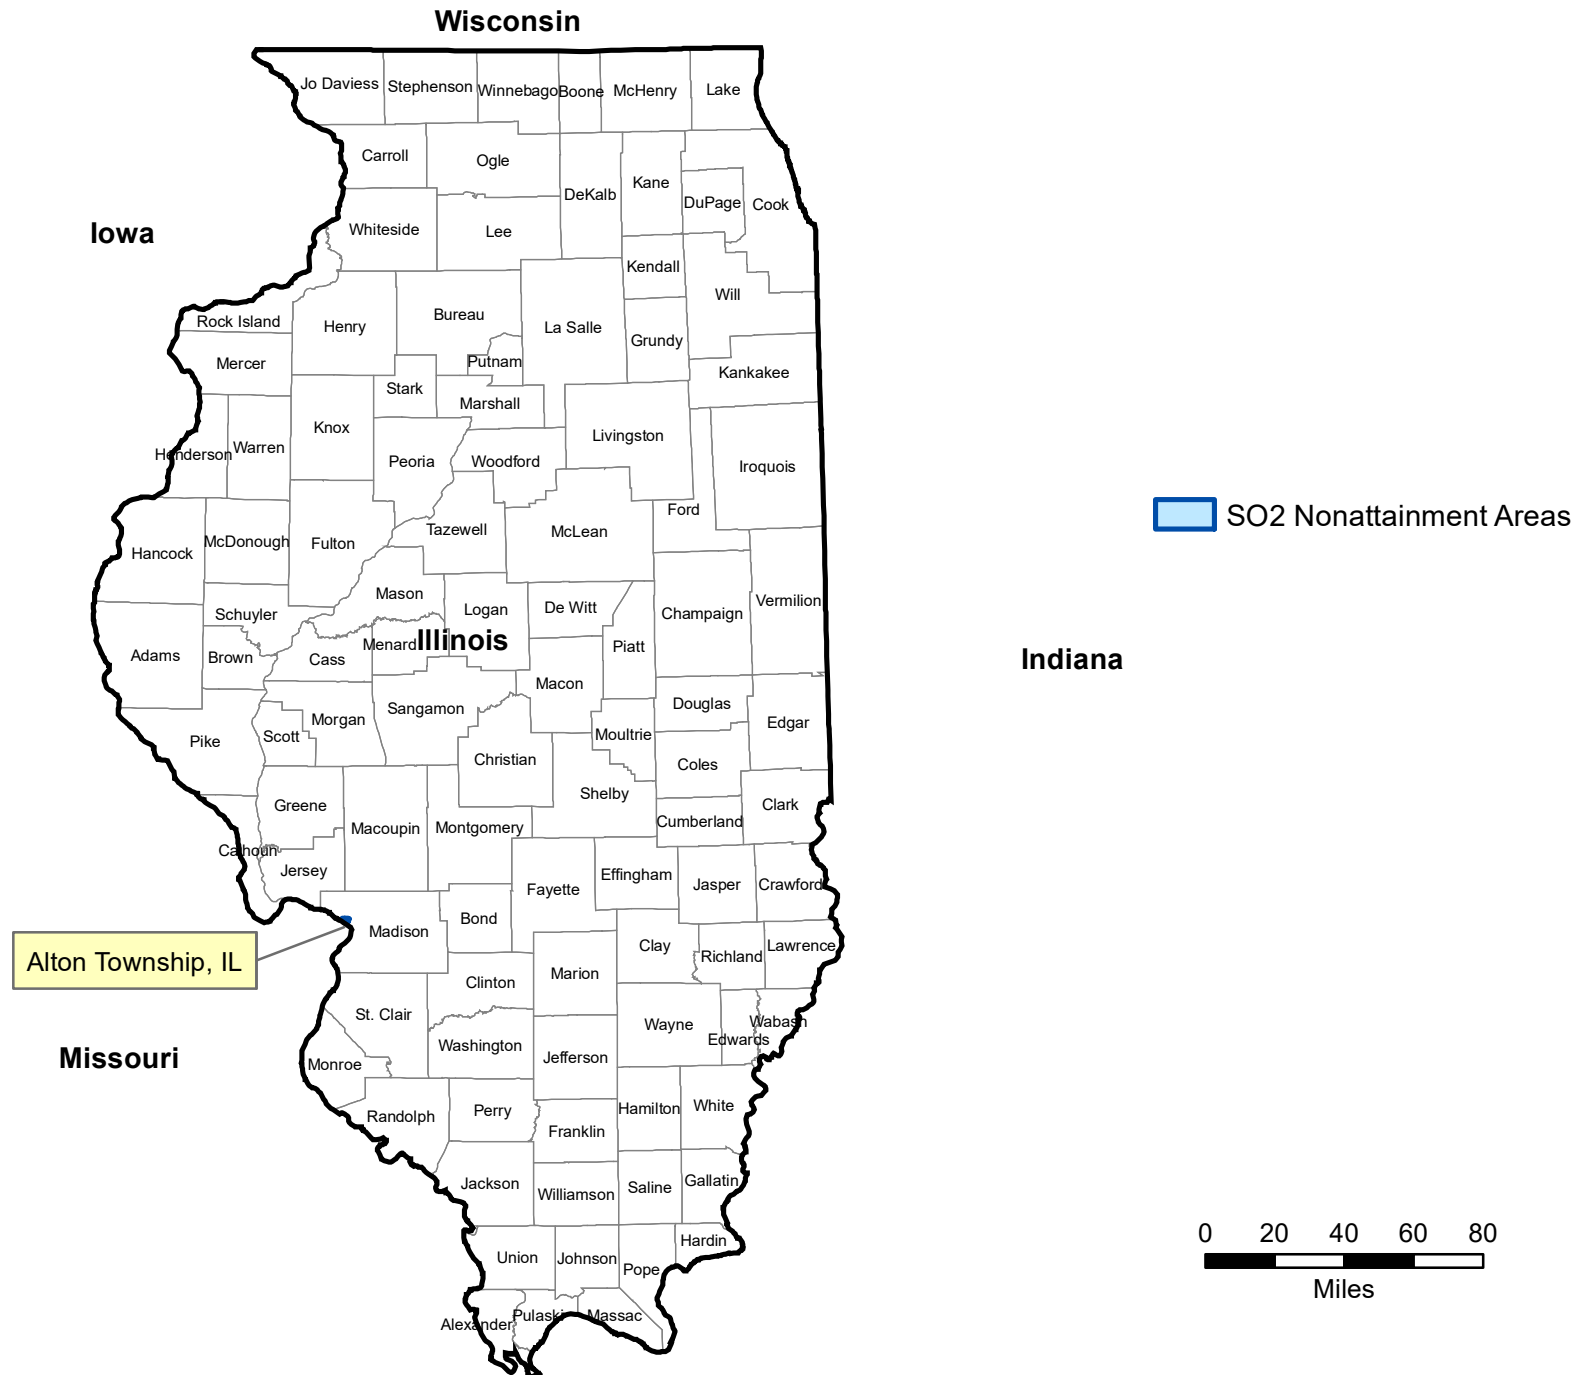 Wisconsin
Jo Daviess
Stephenson
Winnebago
Boone
McHenry
Lake
Carroll
Ogle
DeKalb
Kane
DuPage
Cook
Iowa
Whiteside
Lee
Kendall
Will
Rock Island
Henry
Bureau
La Salle
Grundy
Putnam
Mercer
Kankakee
Stark
Marshall
Knox
Livingston
Henderson
Warren
Peoria
Woodford
Iroquois
Ford
SO2 Nonattainment Areas
Hancock
McDonough
Fulton
Tazewell
McLean
Mason
Logan
De Witt
Champaign
Vermilion
Schuyler
Menard
Illinois
Piatt
Adams
Brown
Cass
Indiana
Macon
Sangamon
Morgan
Douglas
Edgar
Pike
Scott
Moultrie
Christian
Coles
Shelby
Clark
Greene
Macoupin
Montgomery
Cumberland
Calhoun
Jersey
Effingham
Jasper
Crawford
Fayette
Bond
Madison
Clay
Richland
Lawrence
Alton Township, IL
Marion
Clinton
St. Clair
Wayne
Wabash
Edwards
Washington
Jefferson
Missouri
Monroe
Randolph
Perry
Hamilton
White
Franklin
Jackson
Williamson
Saline
Gallatin
Hardin
Union
Johnson
Pope
Alexander
Pulaski
Massac
0 20 40 60 80
Miles